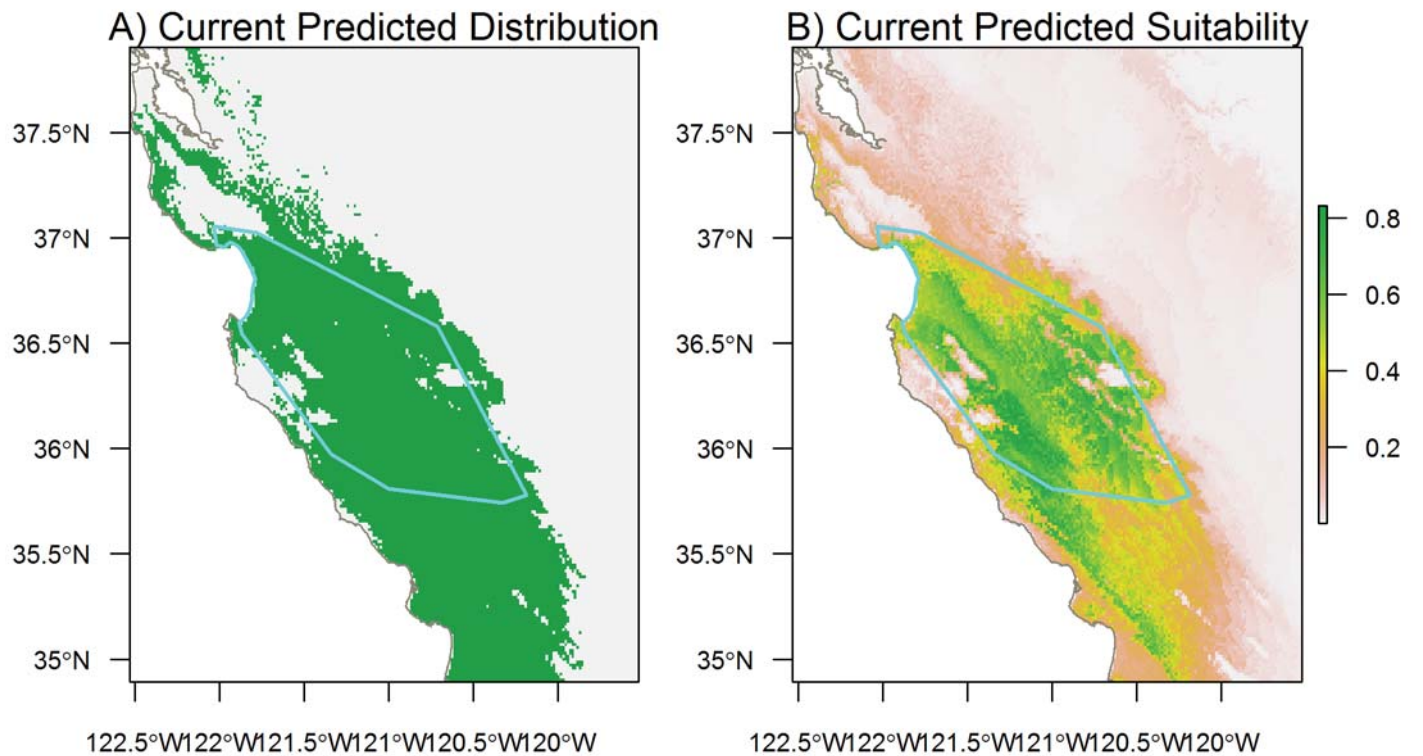 A) Current Predicted Distribution
B) Current Predicted Suitability
37.5°N
37°N
36.5°N
36°N
35.5°N
35°N
122.5°W122°W121.5°W121°W120.5°W120°W
37.5°N
37°N
36.5°N
36°N
35.5°N
35°N
122.5°W122°W121.5°W121°W120.5°W120°W
0.8
0.6
0.4
0.2